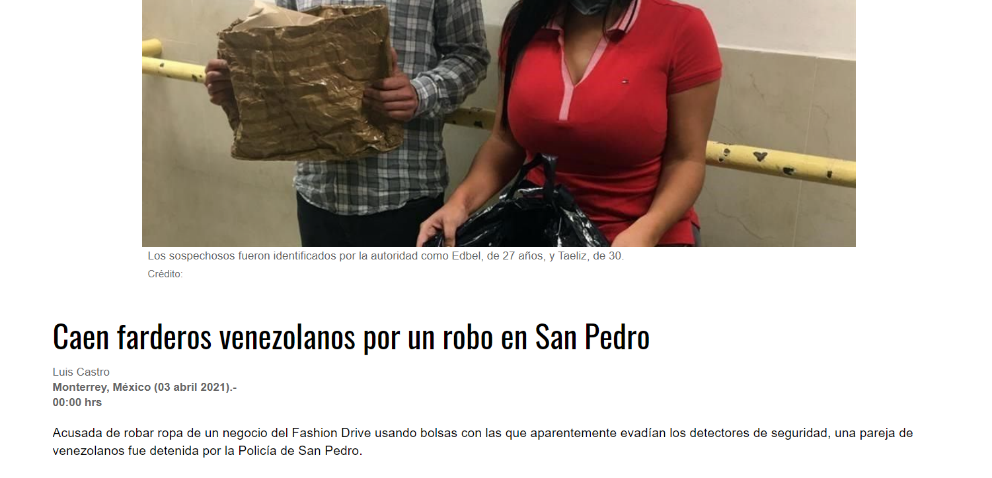 Los sospechosos fueron identificados por la autoridad como Edbel, de 27 años, y Taeliz, de 30.
Crédito:
Caen farderos venezolanos por un robo en San Pedro
Luis Castro
Monterrey, México (03 abril 2021).-
00:00 hrs
Acusada de robar ropa de un negocio del Fashion Drive usando bolsas con las que aparentemente evadían los detectores de seguridad, una pareja de
venezolanos fue detenida por la Policía de San Pedro.